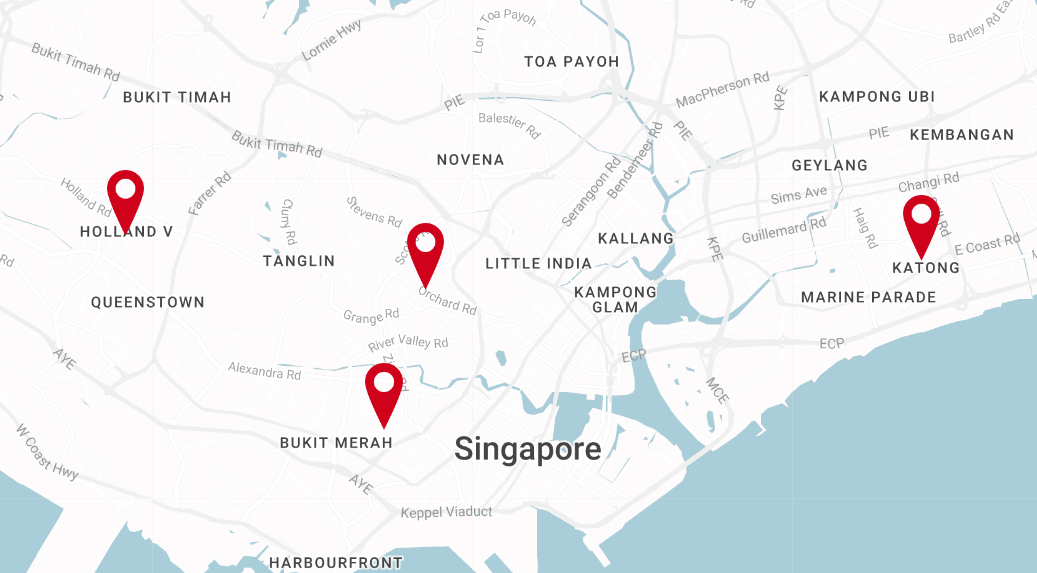 Lor 1 Toa Payoh
Rd
Bartley Rd Ea
Lornie Hwy
Bukit Timah Rd
TOA PAYOH
MacPherson Rd
KPE
BUKIT TIMAH
PIE
KAMPONG UBI
Balestier Rd
PIE
PIE
KEMBANGAN
Bukit Timah Rd
NOVENA
Bendemeer Rd
GEYLANG
Serangoon Rd
Changi Rd
Holland Rd
Farrer Rd
Sims Ave
Stevens Rd
Cluny Rd
Haig Rd
Rd
HOLLAND V
Guillemard Rd
KALLANG
KPE
E Coast Rd
Rd
TANGLIN
LITTLE INDIA
KATONG
QUEENSTOWN
KAMPONG
GLAM
MARINE PARADE
Orchard Rd
Grange Rd
River Valley Rd
ECP
ECP
AYE
Alexandra Rd
MCE
BUKIT MERAH
Singapore
W Coast Hwy
AYE
Keppel Viaduct
HARBOURFRONT